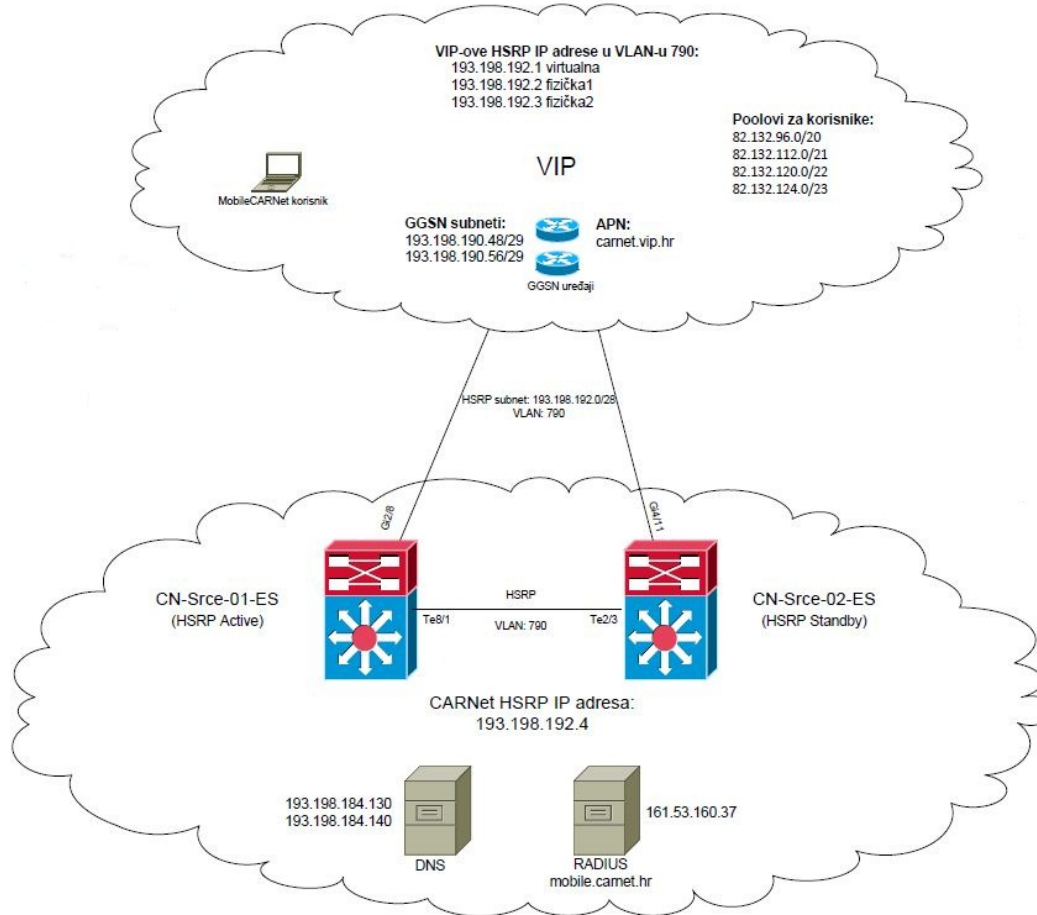 VIP-ove HSRP IP adrese u VLAN-u 790:
193.198.192.1 virtualna
193.198.192.2 fizička1
193.198.192.3 fizička2
Poolovi za korisnike:
82.132.96.0/20
82.132.112.0/21
82.132.120.0/22
82.132.124.0/23
VIP
MobileCARNet korisnik
GGSN subneti:
193.198.190.48/29
193.198.190.56/29
APN:
carnet.vip.hr
GGSN uređaji
HSRP subnet: 193.198.192.0/28
VLAN: 790
Gi2/8
Gi4/11
CN-Srce-01-ES
(HSRP Active)
HSRP
Te8/1
VLAN: 790
Te2/3
CN-Srce-02-ES
(HSRP Standby)
CARNet HSRP IP adresa:
193.198.192.4
193.198.184.130
193.198.184.140
DNS
161.53.160.37
RADIUS
mobile.carnet.hr